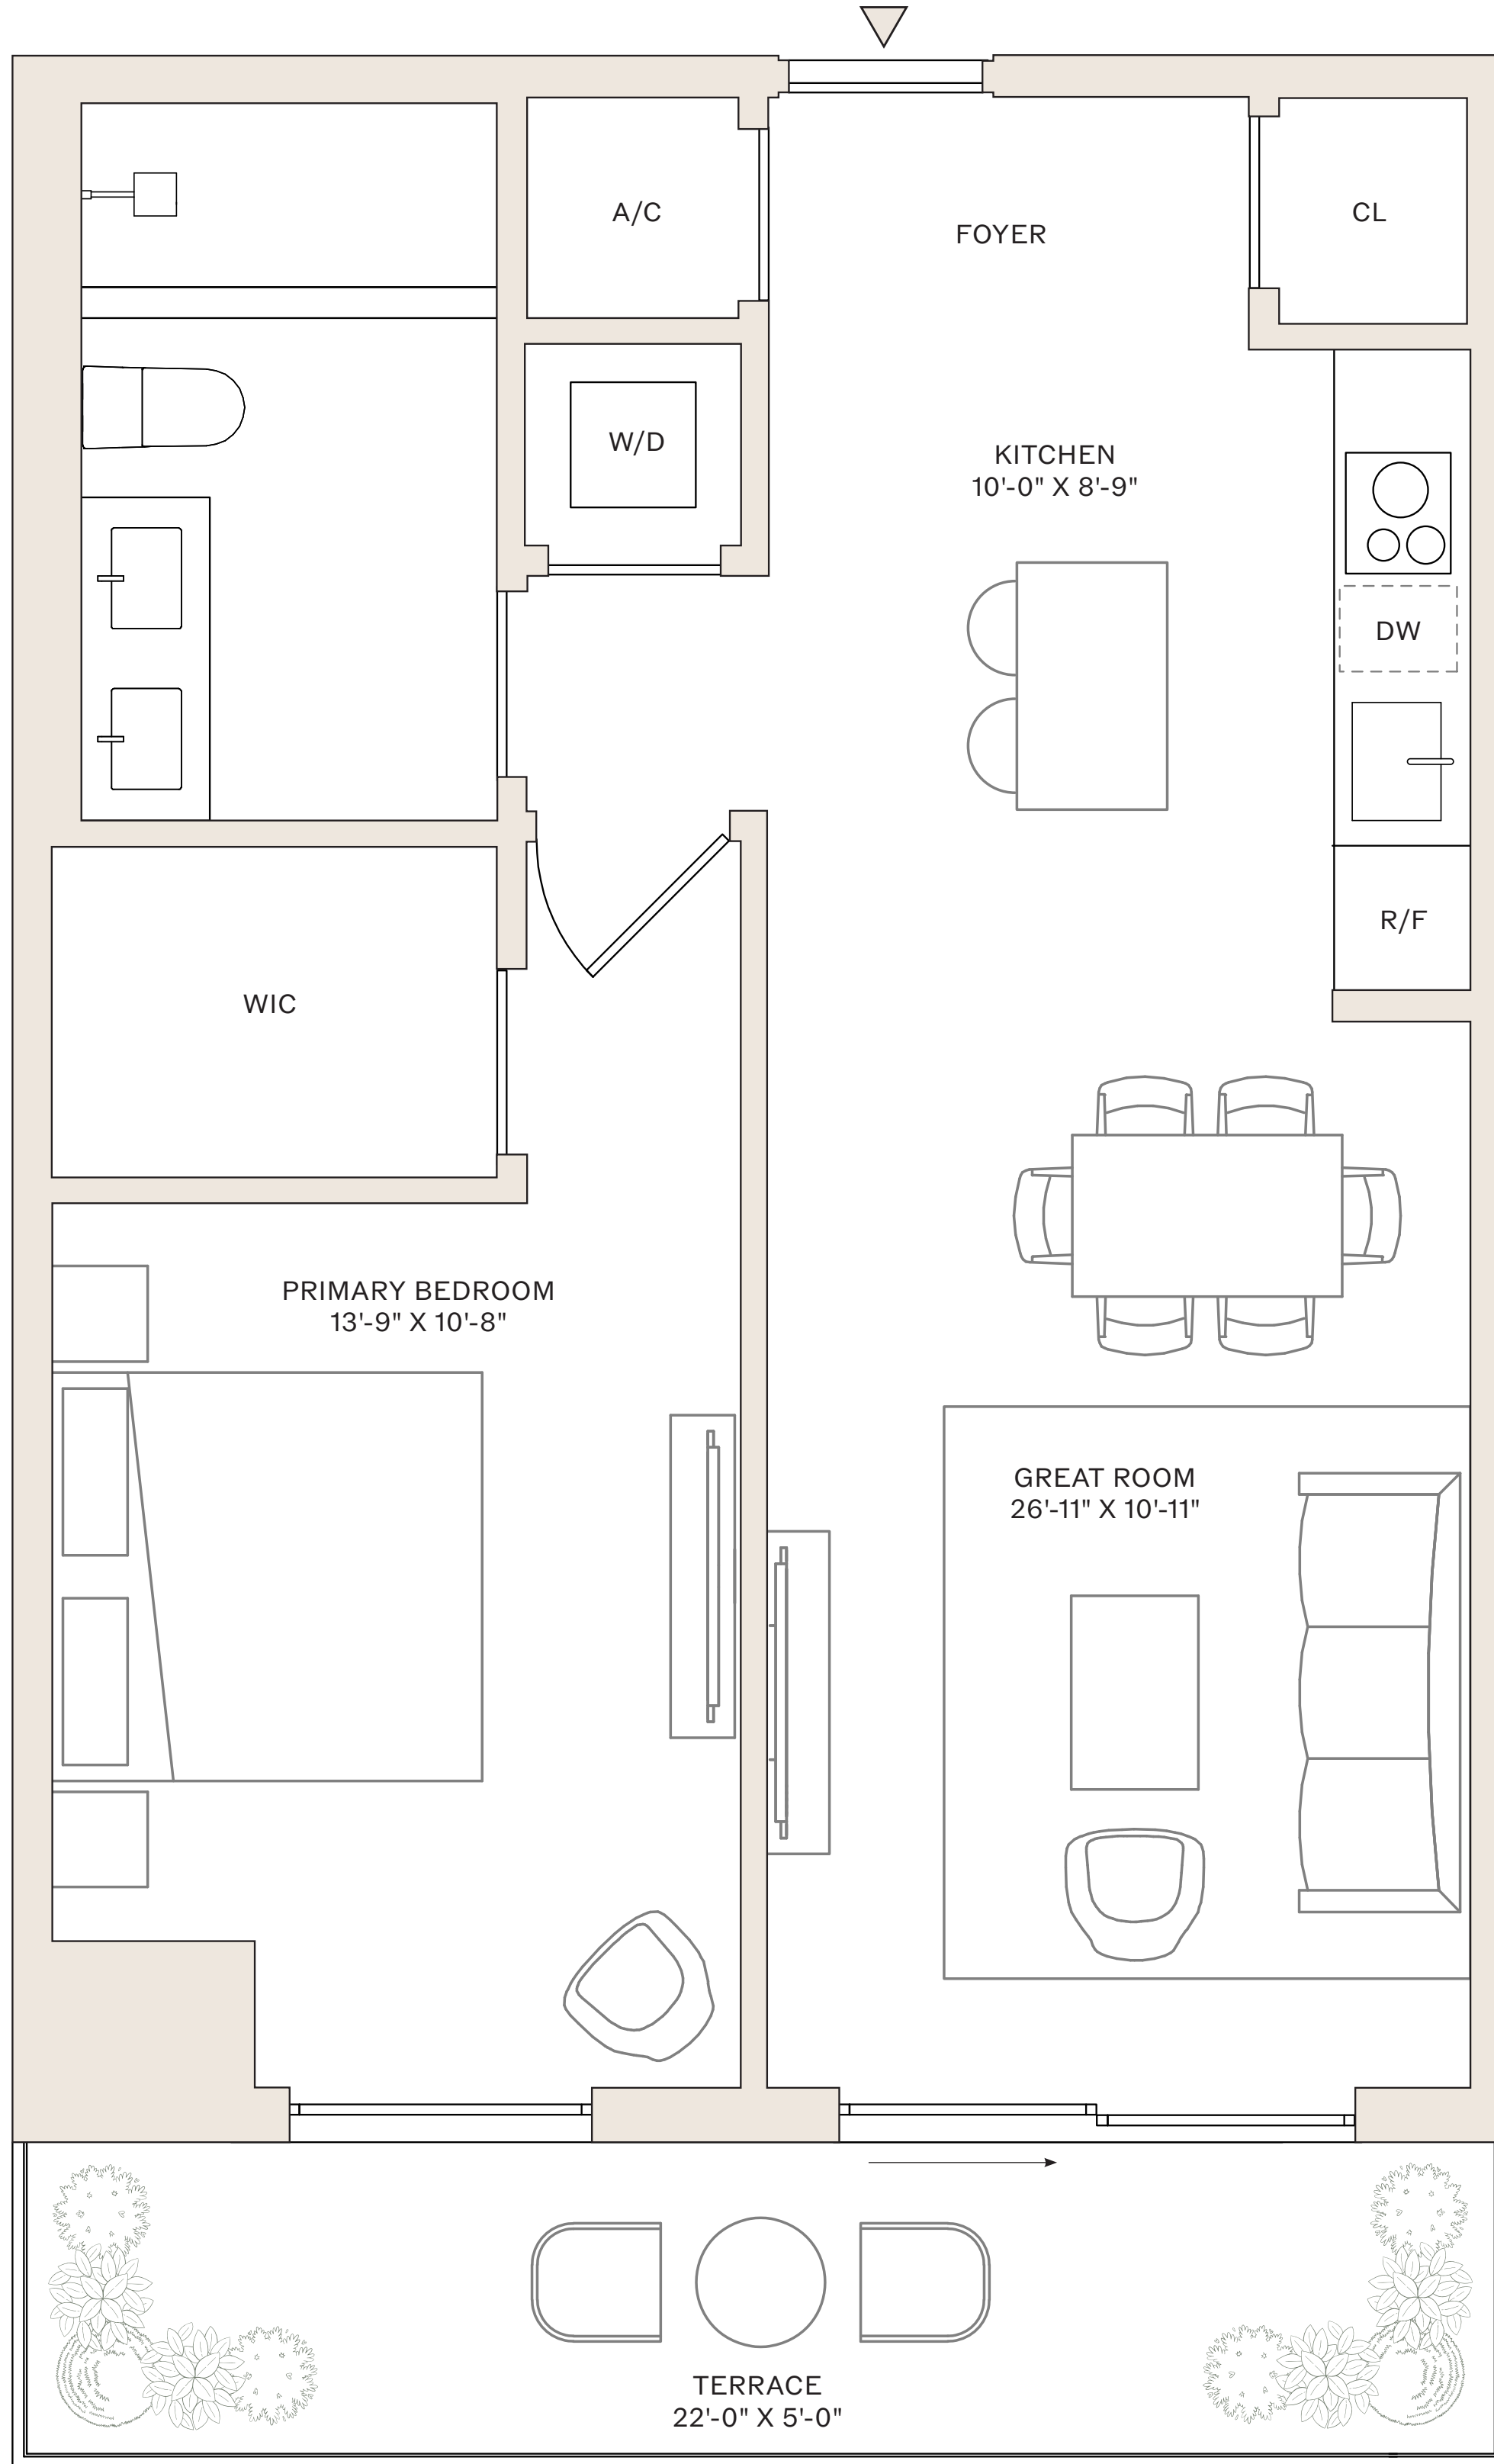 A/C
FOYER
CL
W/D
KITCHEN
10'-0" X 8'-9"
DW
R/F
WIC
PRIMARY BEDROOM
13'-9" X 10'-8"
GREAT ROOM
26'-11" X 10'-11"
TERRACE
22'-0" X 5'-0"